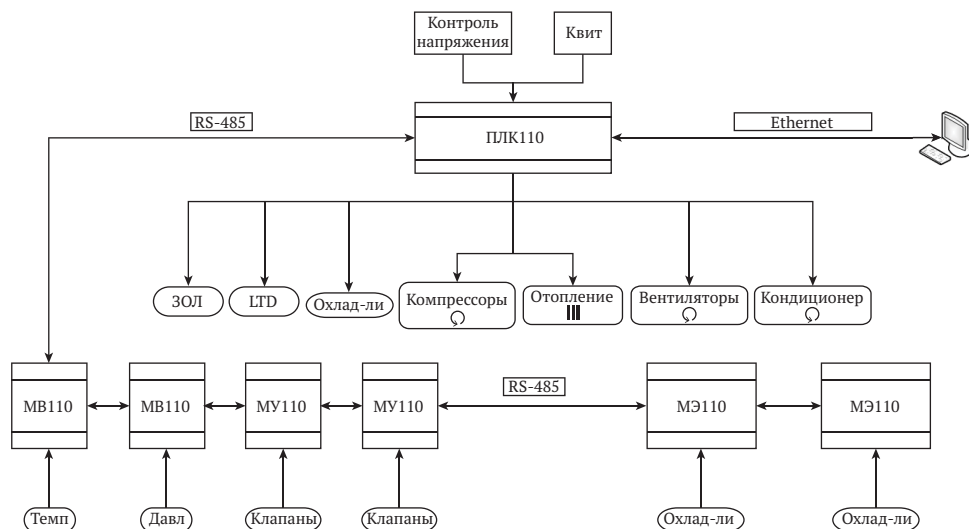 Контроль
напряжения
Квит
RS-485
ПЛК110
Ethernet
ЗОЛ
LTD
Охлад-ли
Компрессоры
Отопление
Вентиляторы
Кондиционер
МВ110
МВ110
МУ110
МУ110
RS-485
МЭ110
МЭ110
Темп
Давл
Клапаны
Клапаны
Охлад-ли
Охлад-ли